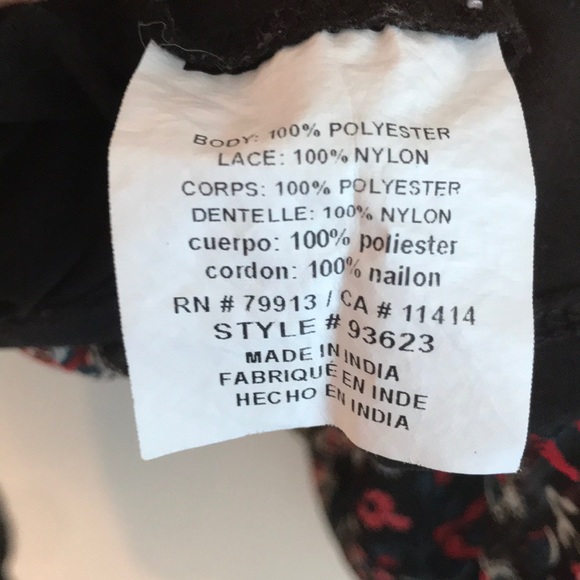 BODY: 100% POLYESTER
LACE: 100% NYLON
CORPS: 100% POLYESTER
DENTELLE: 100% NYLON
cuerpo: 100% poliester
cordon: 100% nailon
RN # 79913 / CA # 11414
STYLE # 93623
MADE IN INDIA
FABRIQUÉ EN INDE
HECHO EN INDIA